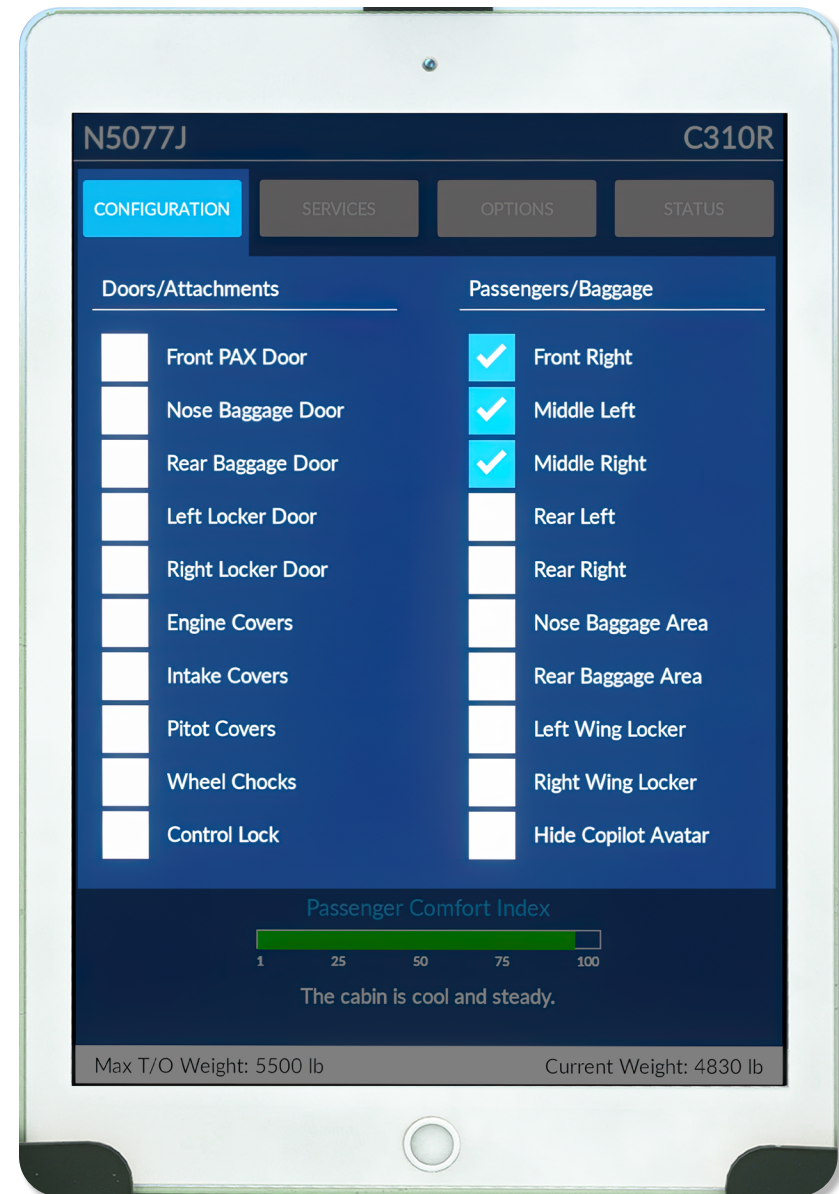 N5077J C310R
CONFIGURATION SERVICES OPTIONS STATUS
Doors/Attachments
Front PAX Door
Nose Baggage Door
Rear Baggage Door
Left Locker Door
Right Locker Door
Engine Covers
Intake Covers
Pitot Covers
Wheel Chocks
Control Lock
Passengers/Baggage
Front Right
Middle Left
Middle Right
Rear Left
Rear Right
Nose Baggage Area
Rear Baggage Area
Left Wing Locker
Right Wing Locker
Hide Copilot Avatar
Passenger Comfort Index
1 25 50 75 100
The cabin is cool and steady.
Max T/O Weight: 5500 lb Current Weight: 4830 lb